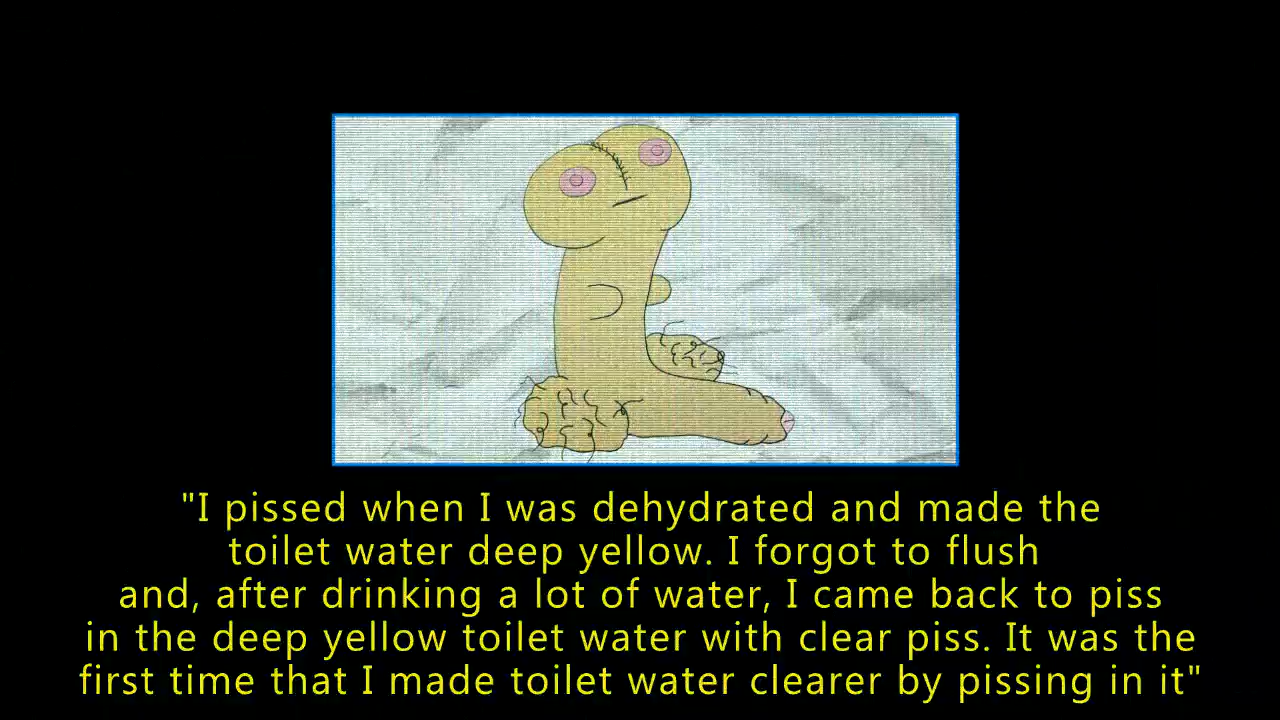 "I pissed when I was dehydrated and made the
toilet water deep yellow. I forgot to flush
and, after drinking a lot of water, I came back to piss
in the deep yellow toilet water with clear piss. It was the
first time that I made toilet water clearer by pissing in it"